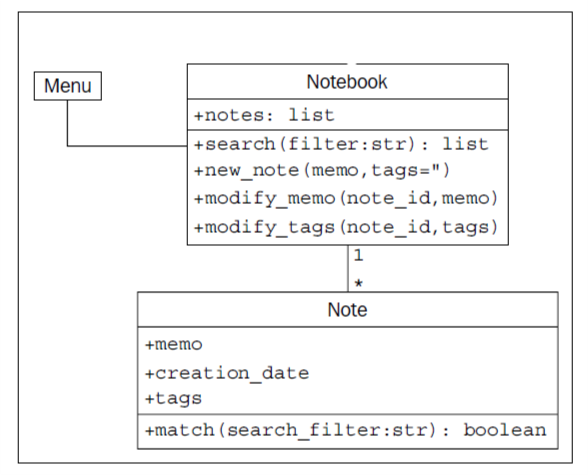 Menu
Notebook
+notes: list
+search(filter:str): list
+new_note(memo,tags=")
+modify_memo(note_id,memo)
+modify_tags(note_id,tags)
1
*
Note
+memo
+creation_date
+tags
+match(search_filter:str): boolean